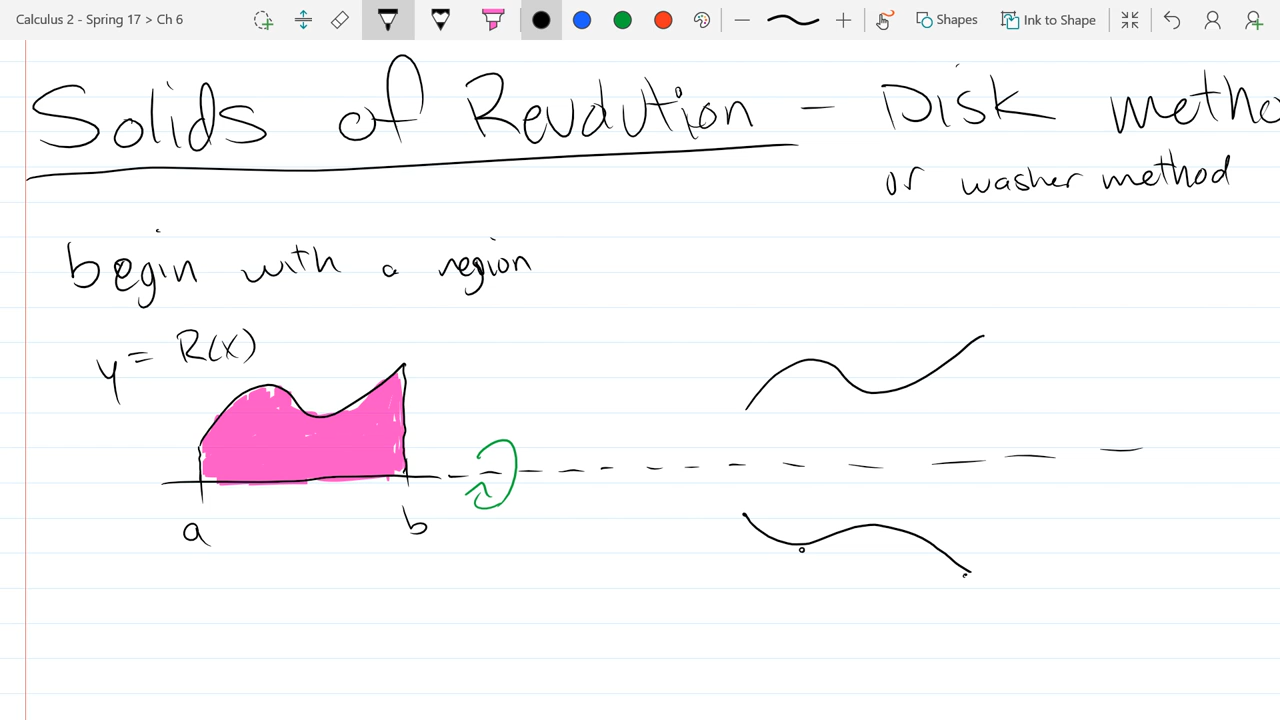 Calculus 2 - Spring 17 > Ch 6
Shapes
Ink to Shape
Solids of Revolution - Disk metho
or washer method
begin with a region
y = R(x)
a
b